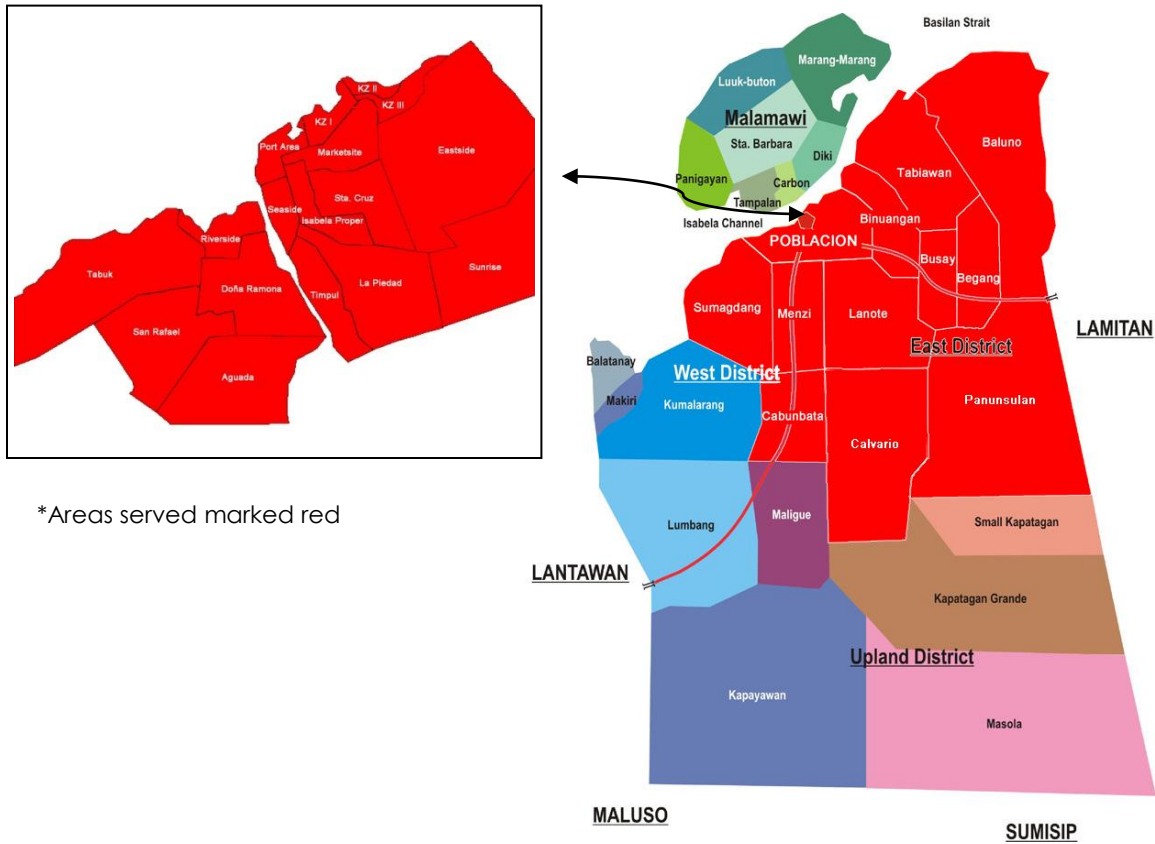 KZ II
KZ III
KZ I
Port Area
Marketsite
Eastside
Sta. Cruz
Seaside
Isabela Proper
Riverside
Tabuk
Doña Ramona
Timpul
La Piedad
Sunrise
San Rafael
Aguada
*Areas served marked red
Basilan Strait
Marang-Marang
Luuk-buton
Malamawi
Sta. Barbara
Diki
Panigayan
Carbon
Tampalan
Isabela Channel
Baluno
Tabiawan
Binuangan
POBLACION
Busay
Begang
Sumagdang
Menzi
Lanote
LAMITAN
East District
Balatanay
West District
Makiri
Kumalarang
Cabunbata
Panunsulan
Calvario
Lumbang
Maligue
Small Kapatagan
LANTAWAN
Kapatagan Grande
Upland District
Kapayawan
Masola
MALUSO
SUMISIP